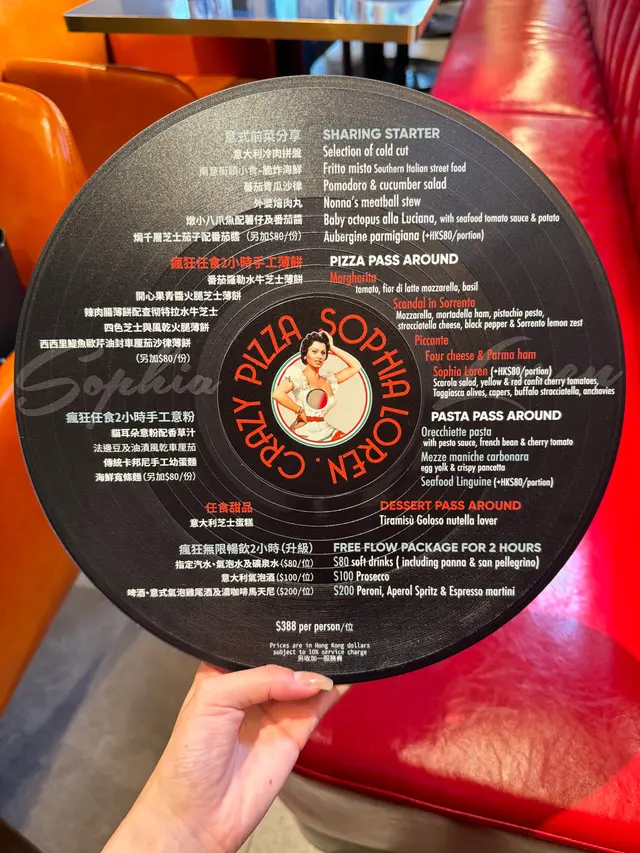 意式前菜分享 SHARING STARTER
意大利冷肉拼盤 Selection of cold cut
南意街頭小食-脆炸海鮮 Fritto misto Southern Italian street food
蕃茄青瓜沙律 Pomodoro & cucumber salad
外婆燴肉丸 Nonna's meatball stew
燉小八爪魚配薯仔及番茄醬 Baby octopus alla Luciana, with seafood tomato sauce & potato
焗千層芝士茄子配番茄醬 (另加$80/份) Aubergine parmigiana (+HK$80/portion)
瘋狂任食2小時手工薄餅 PIZZA PASS AROUND
番茄羅勒水牛芝士薄餅 Margherita
tomato, fior di latte mozzarella, basil
開心果青醬火腿芝士薄餅 Scandal in Sorrento
Mozzarella, mortadella ham, pistachio pesto,
stracciatella cheese, black pepper & Sorrento lemon zest
辣肉腸薄餅配查彻特拉水牛芝士 Piccante
四色芝士與風乾火腿薄餅 Four cheese & Parma ham
西西里鯷魚歐芹油封車厘茄沙律薄餅 Sophia Loren (+HK$80/portion)
(另加$80/份) Scarola salad, yellow & red confit cherry tomatoes,
Taggiasca olives, capers, buffalo stracciatella, anchovies
Sophia Loren
CRAZY PIZZA SOPHIA LOREN.
瘋狂任食2小時手工意粉 PASTA PASS AROUND
貓耳朵意粉配香草汁 Orecchiette pasta
法邊豆及油漬風乾車厘茄 with pesto sauce, french bean & cherry tomato
傳統卡邦尼手工幼蛋麵 Mezze maniche carbonara
egg yolk & crispy pancetta
海鮮寬條麵 (另加$80/份) Seafood Linguine (+HK$80/portion)
任食甜品 DESSERT PASS AROUND
意大利芝士蛋糕 Tiramisù Goloso nutella lover
瘋狂無限暢飲2小時(升級) FREE FLOW PACKAGE FOR 2 HOURS
指定汽水、氣泡水及礦泉水 ($80/位) $80 soft drinks ( including panna & san pellegrino)
意大利氣泡酒 ($100/位) $100 Prosecco
啤酒、意式氣泡雞尾酒及濃咖啡馬天尼 ($200/位) $200 Peroni, Aperol Spritz & Espresso martini
$388 per person/位
Prices are in Hong Kong dollars
subject to 10% service charge
另收加一服務費